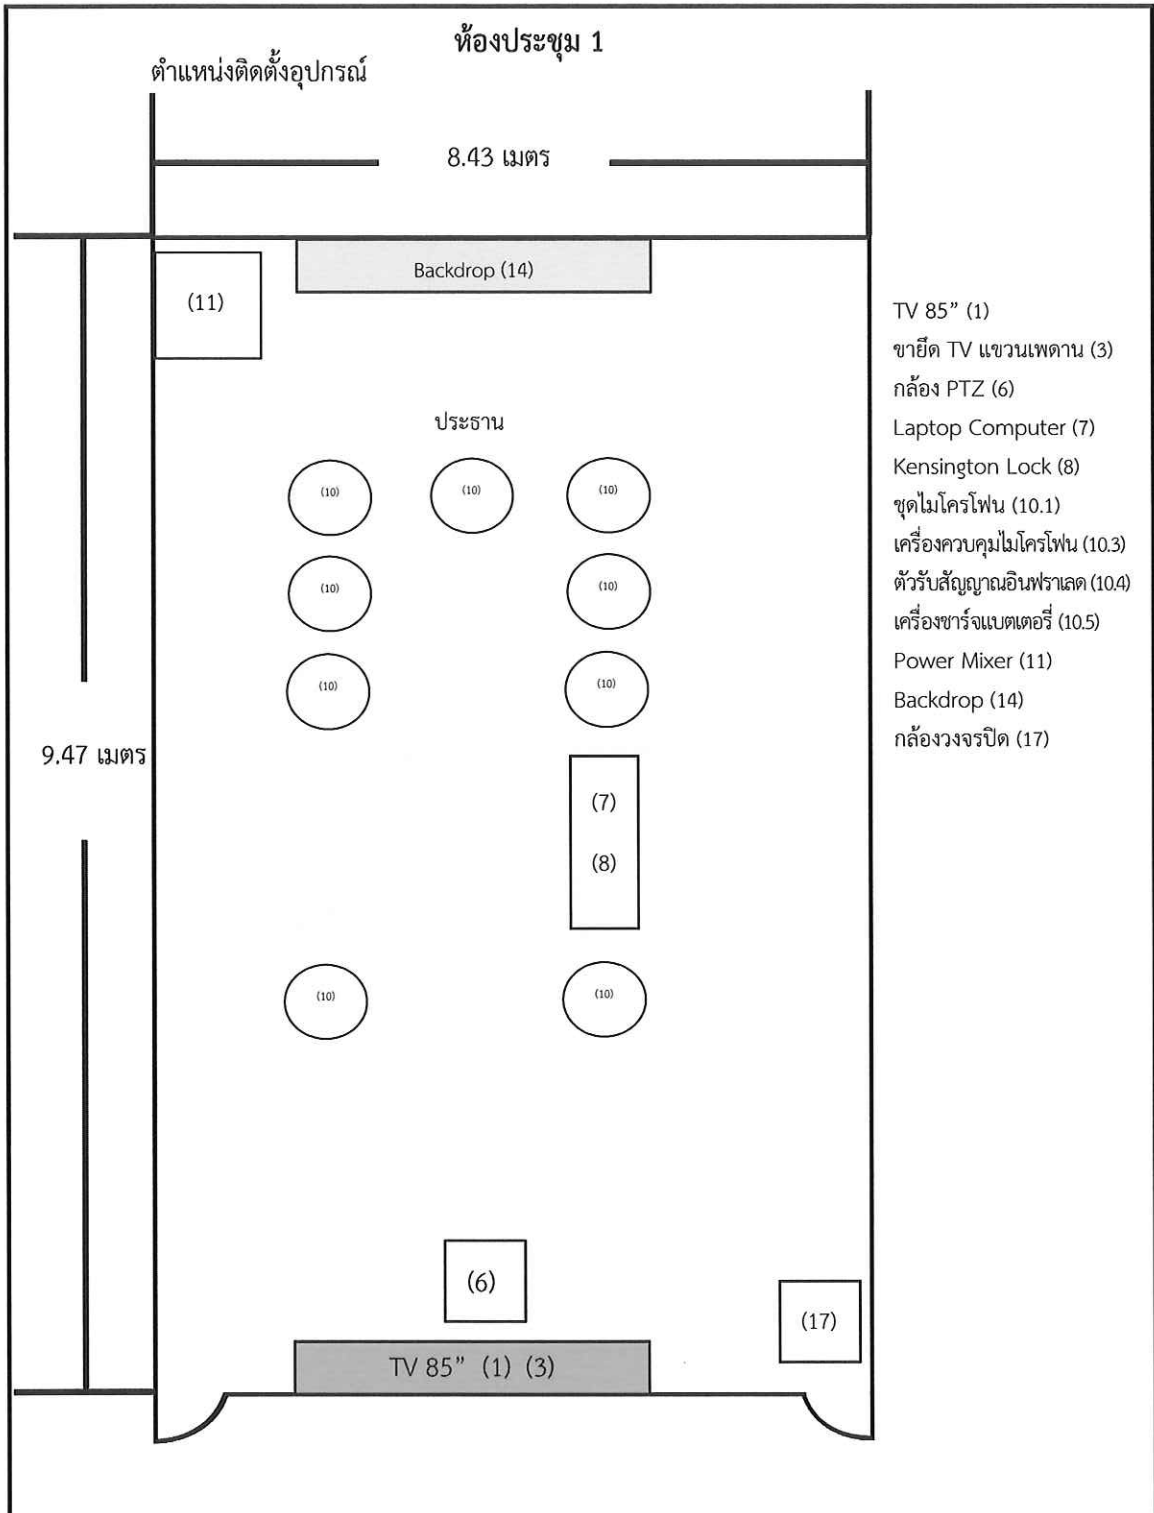 ห้องประชุม 1
ตำแหน่งติดตั้งอุปกรณ์
8.43 เมตร
Backdrop (14)
(11)
TV 85” (1)
ขายึด TV แขวนเพดาน (3)
กล้อง PTZ (6)
Laptop Computer (7)
Kensington Lock (8)
ชุดไมโครโฟน (10.1)
เครื่องควบคุมไมโครโฟน (10.3)
ตัวรับสัญญาณอินฟราเลด (10.4)
เครื่องชาร์จแบตเตอรี่ (10.5)
Power Mixer (11)
Backdrop (14)
กล้องวงจรปิด (17)
ประธาน
(10) (10) (10)
(10) (10)
(10) (10)
9.47 เมตร
(7)
(8)
(10) (10)
(6)
(17)
TV 85” (1) (3)